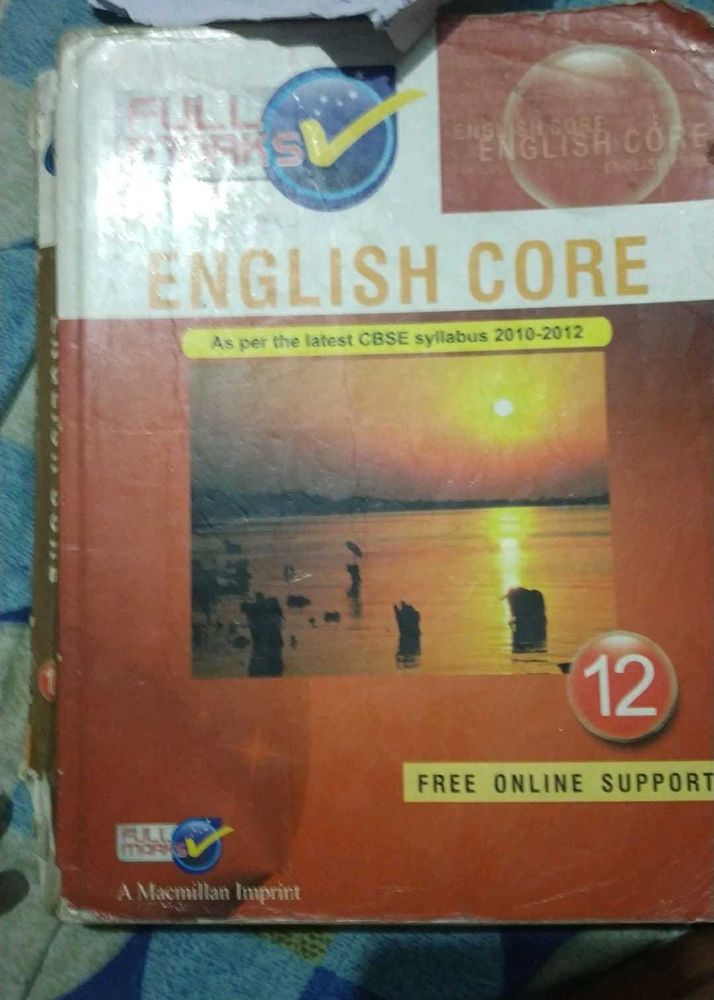 FULL
marks
ENGLISH CORE
ENGLISH CORE
ENGLISH CORE
As per the latest CBSE syllabus 2010-2012
12
FREE ONLINE SUPPORT
FULL
marks
A Macmillan Imprint